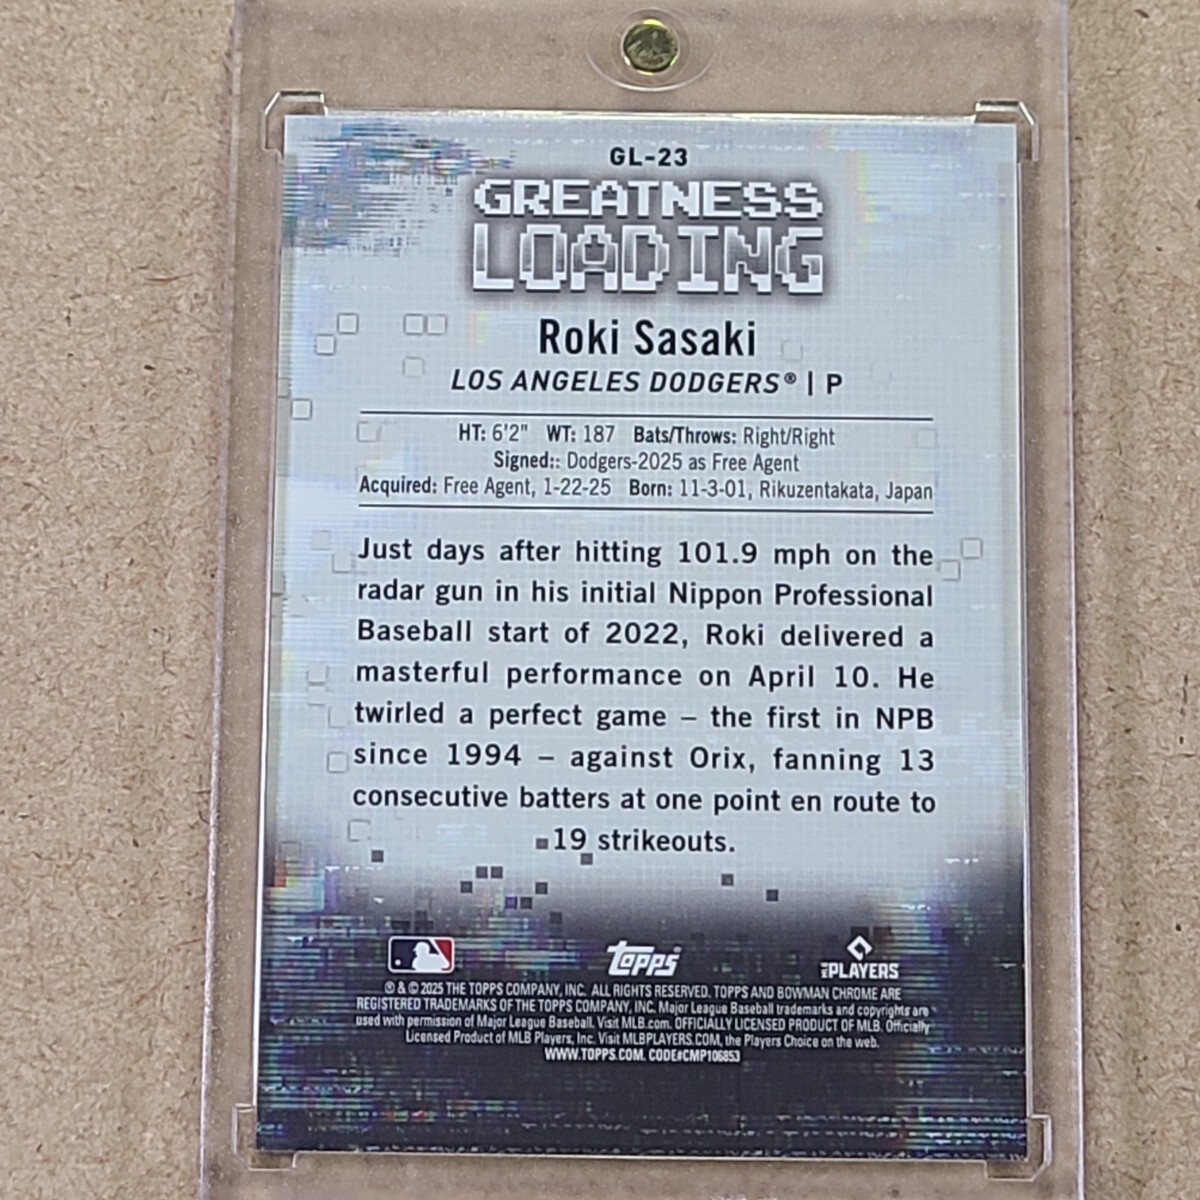 GL-23
GREATNESS
LOADING
Roki Sasaki
LOS ANGELES DODGERS® | P
HT: 6'2" WT: 187 Bats/Throws: Right/Right
Signed:: Dodgers-2025 as Free Agent
Acquired: Free Agent, 1-22-25 Born: 11-3-01, Rikuzentakata, Japan
Just days after hitting 101.9 mph on the
radar gun in his initial Nippon Professional
Baseball start of 2022, Roki delivered a
masterful performance on April 10. He
twirled a perfect game – the first in NPB
since 1994 – against Orix, fanning 13
consecutive batters at one point en route to
19 strikeouts.
topps
MLB PLAYERS
® & © 2025 THE TOPPS COMPANY, INC. ALL RIGHTS RESERVED. TOPPS AND BOWMAN CHROME ARE
REGISTERED TRADEMARKS OF THE TOPPS COMPANY, INC. Major League Baseball trademarks and copyrights are
used with permission of Major League Baseball. Visit MLB.com. OFFICIALLY LICENSED PRODUCT OF MLB. Officially
Licensed Product of MLB Players, Inc. Visit MLBPLAYERS.COM, the Players Choice on the web.
WWW.TOPPS.COM. CODE#CMP106853